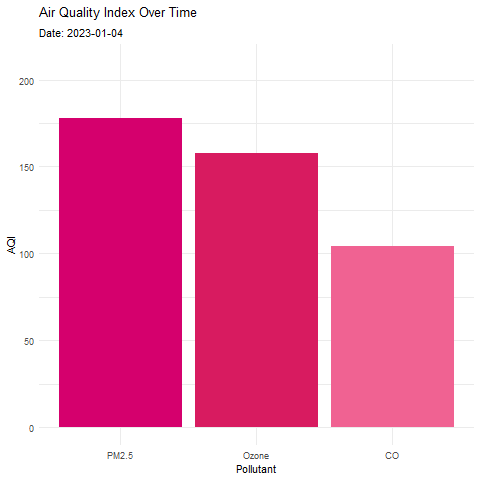 Air Quality Index Over Time
Date: 2023-01-04
200
150
100
50
0
AQI
PM2.5 Ozone CO
Pollutant